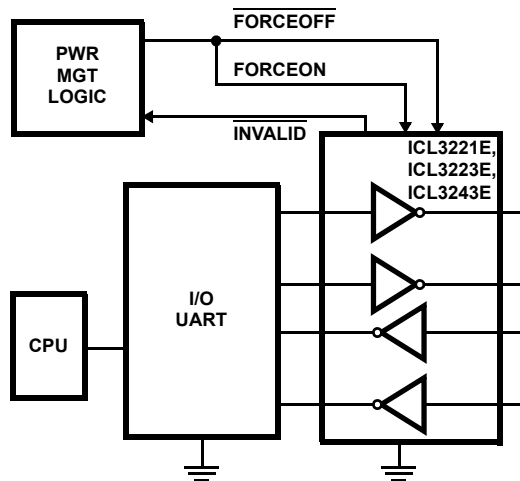 FORCEOFF
PWR
MGT
LOGIC
FORCEON
INVALID
ICL3221E,
ICL3223E,
ICL3243E
I/O
UART
CPU